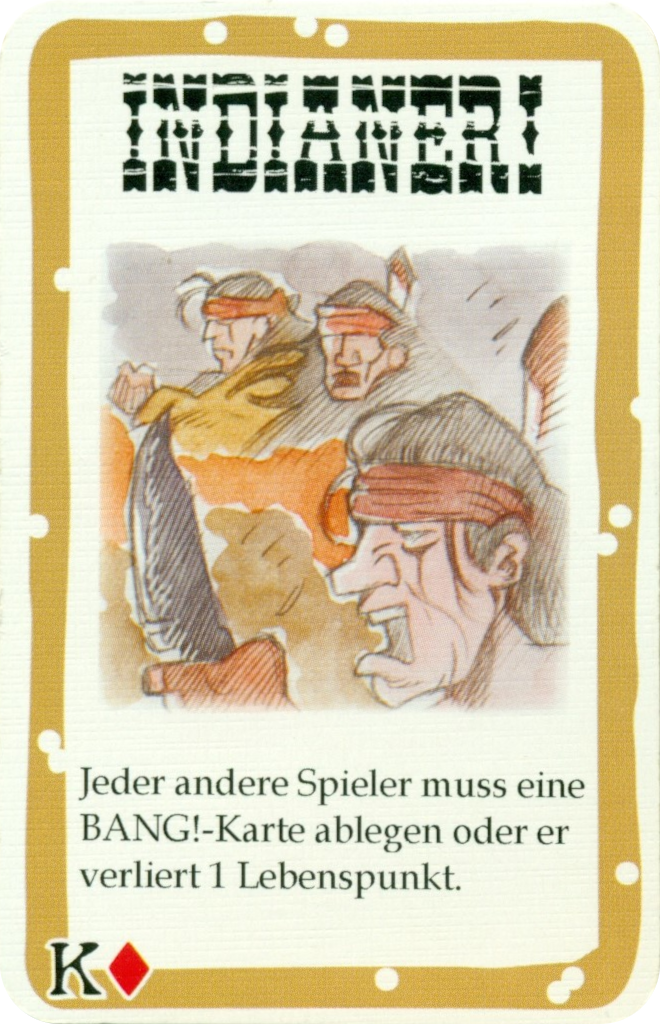 INDIANER!
Jeder andere Spieler muss eine
BANG!-Karte ablegen oder er
verliert 1 Lebenspunkt.
K♦